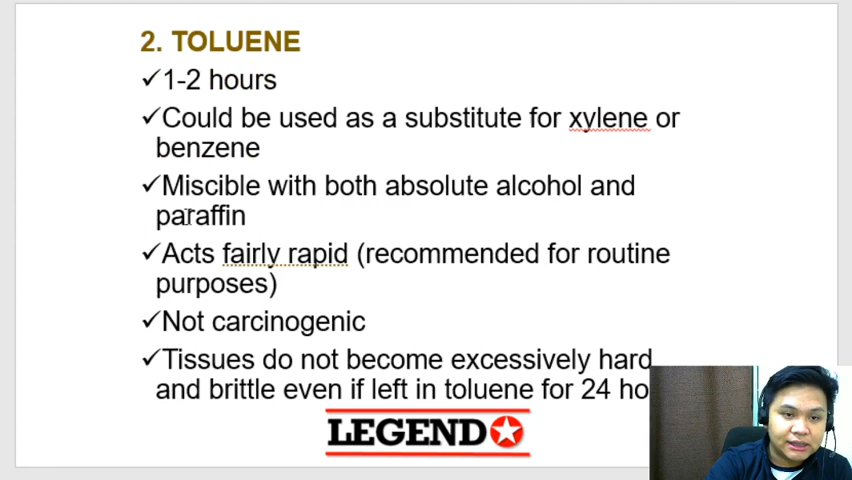 2. TOLUENE
✓1-2 hours
✓Could be used as a substitute for xylene or
benzene
✓Miscible with both absolute alcohol and
paraffin
✓Acts fairly rapid (recommended for routine
purposes)
✓Not carcinogenic
✓Tissues do not become excessively hard
and brittle even if left in toluene for 24
LEGEND